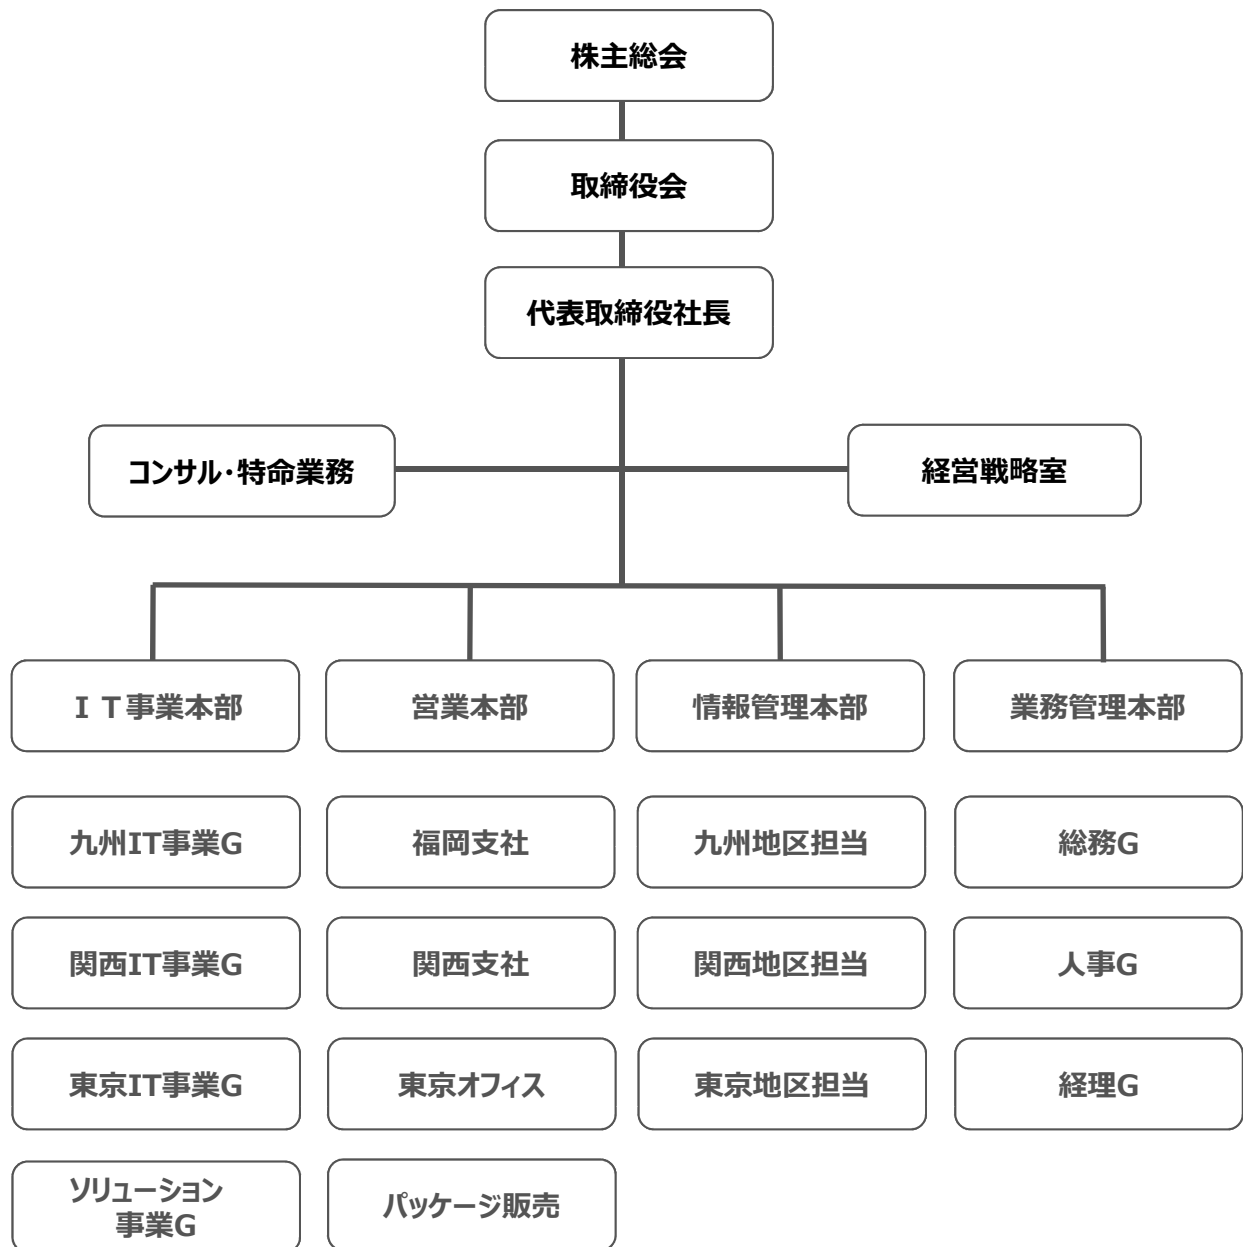 株主総会
取締役会
代表取締役社長
コンサル・特命業務
経営戦略室
ＩＴ事業本部
営業本部
情報管理本部
業務管理本部
九州IT事業G
福岡支社
九州地区担当
総務G
関西IT事業G
関西支社
関西地区担当
人事G
東京IT事業G
東京オフィス
東京地区担当
経理G
ソリューション
事業G
パッケージ販売